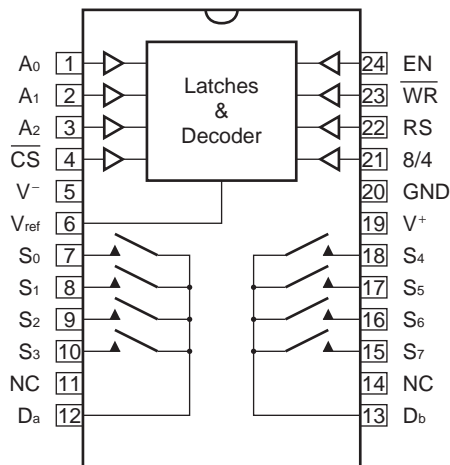 A₀ 1 24 EN
A₁ 2 Latches 23 W̅R̅
A₂ 3 & 22 RS
C̅S̅ 4 Decoder 21 8/4
V⁻ 5 20 GND
Vref 6 19 V⁺
S₀ 7 18 S₄
S₁ 8 17 S₅
S₂ 9 16 S₆
S₃ 10 15 S₇
NC 11 14 NC
Da 12 13 Db